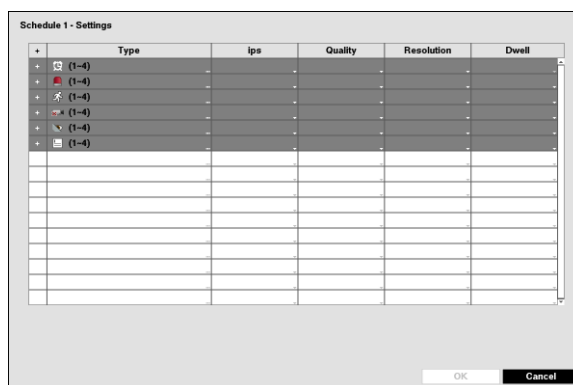 Schedule 1 - Settings
+ Type ips Quality Resolution Dwell
+ (1~4)
+ (1~4)
+ (1~4)
+ (1~4)
+ (1~4)
+ (1~4)
OK Cancel